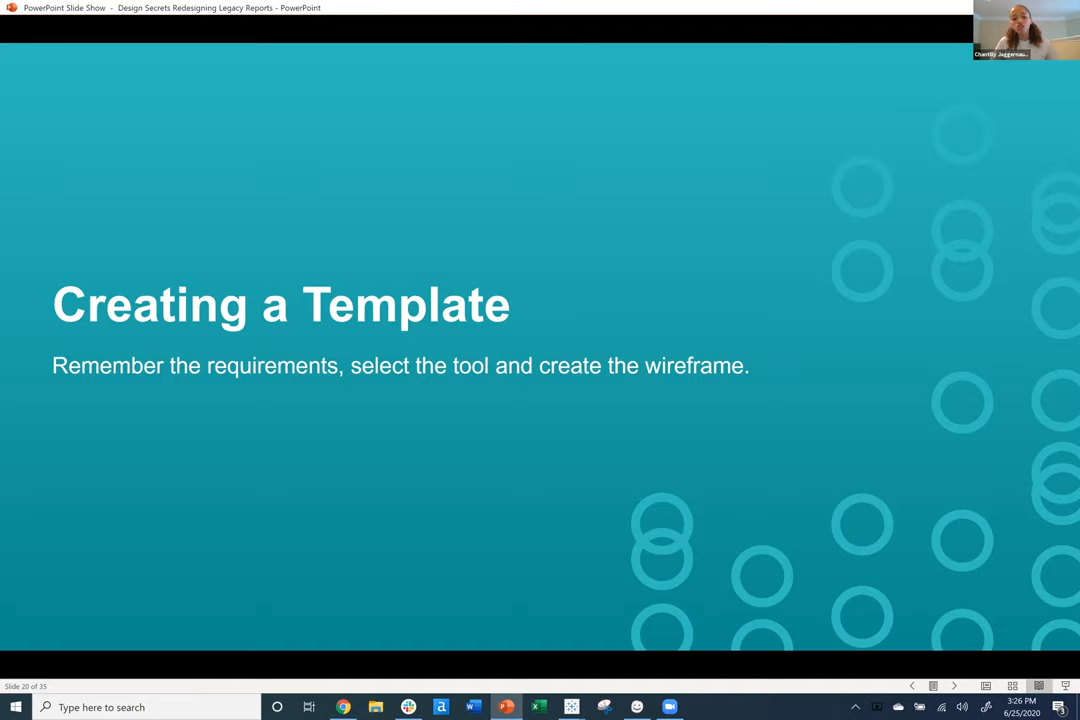 PowerPoint Slide Show - Design Secrets Redesigning Legacy Reports - PowerPoint
Chantilly Jaggernau...
Creating a Template
Remember the requirements, select the tool and create the wireframe.
Slide 20 of 35
Type here to search
3:26 PM
6/25/2020
3